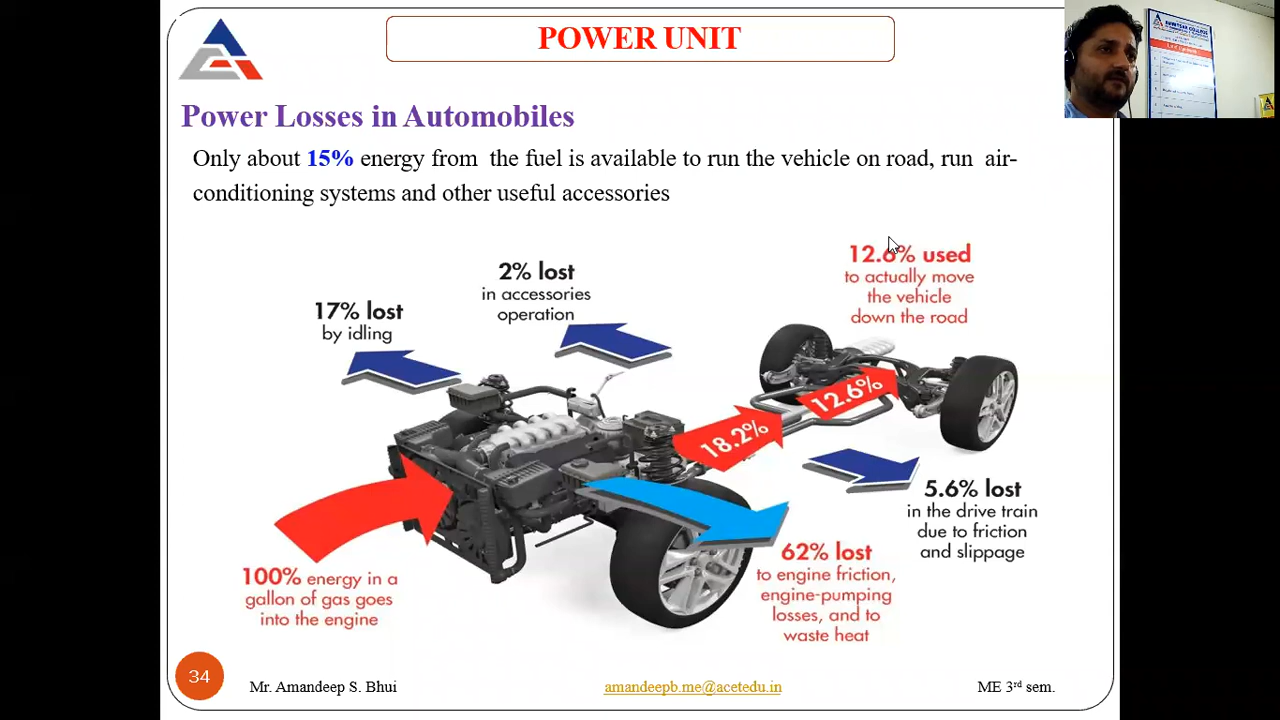 POWER UNIT
Power Losses in Automobiles
Only about 15% energy from the fuel is available to run the vehicle on road, run air-
conditioning systems and other useful accessories
12.6% used
to actually move
the vehicle
down the road
2% lost
in accessories
operation
17% lost
by idling
12.6%
18.2%
5.6% lost
in the drive train
due to friction
and slippage
62% lost
to engine friction,
engine-pumping
losses, and to
waste heat
100% energy in a
gallon of gas goes
into the engine
34
Mr. Amandeep S. Bhui
amandeepb.me@acetedu.in
ME 3rd sem.